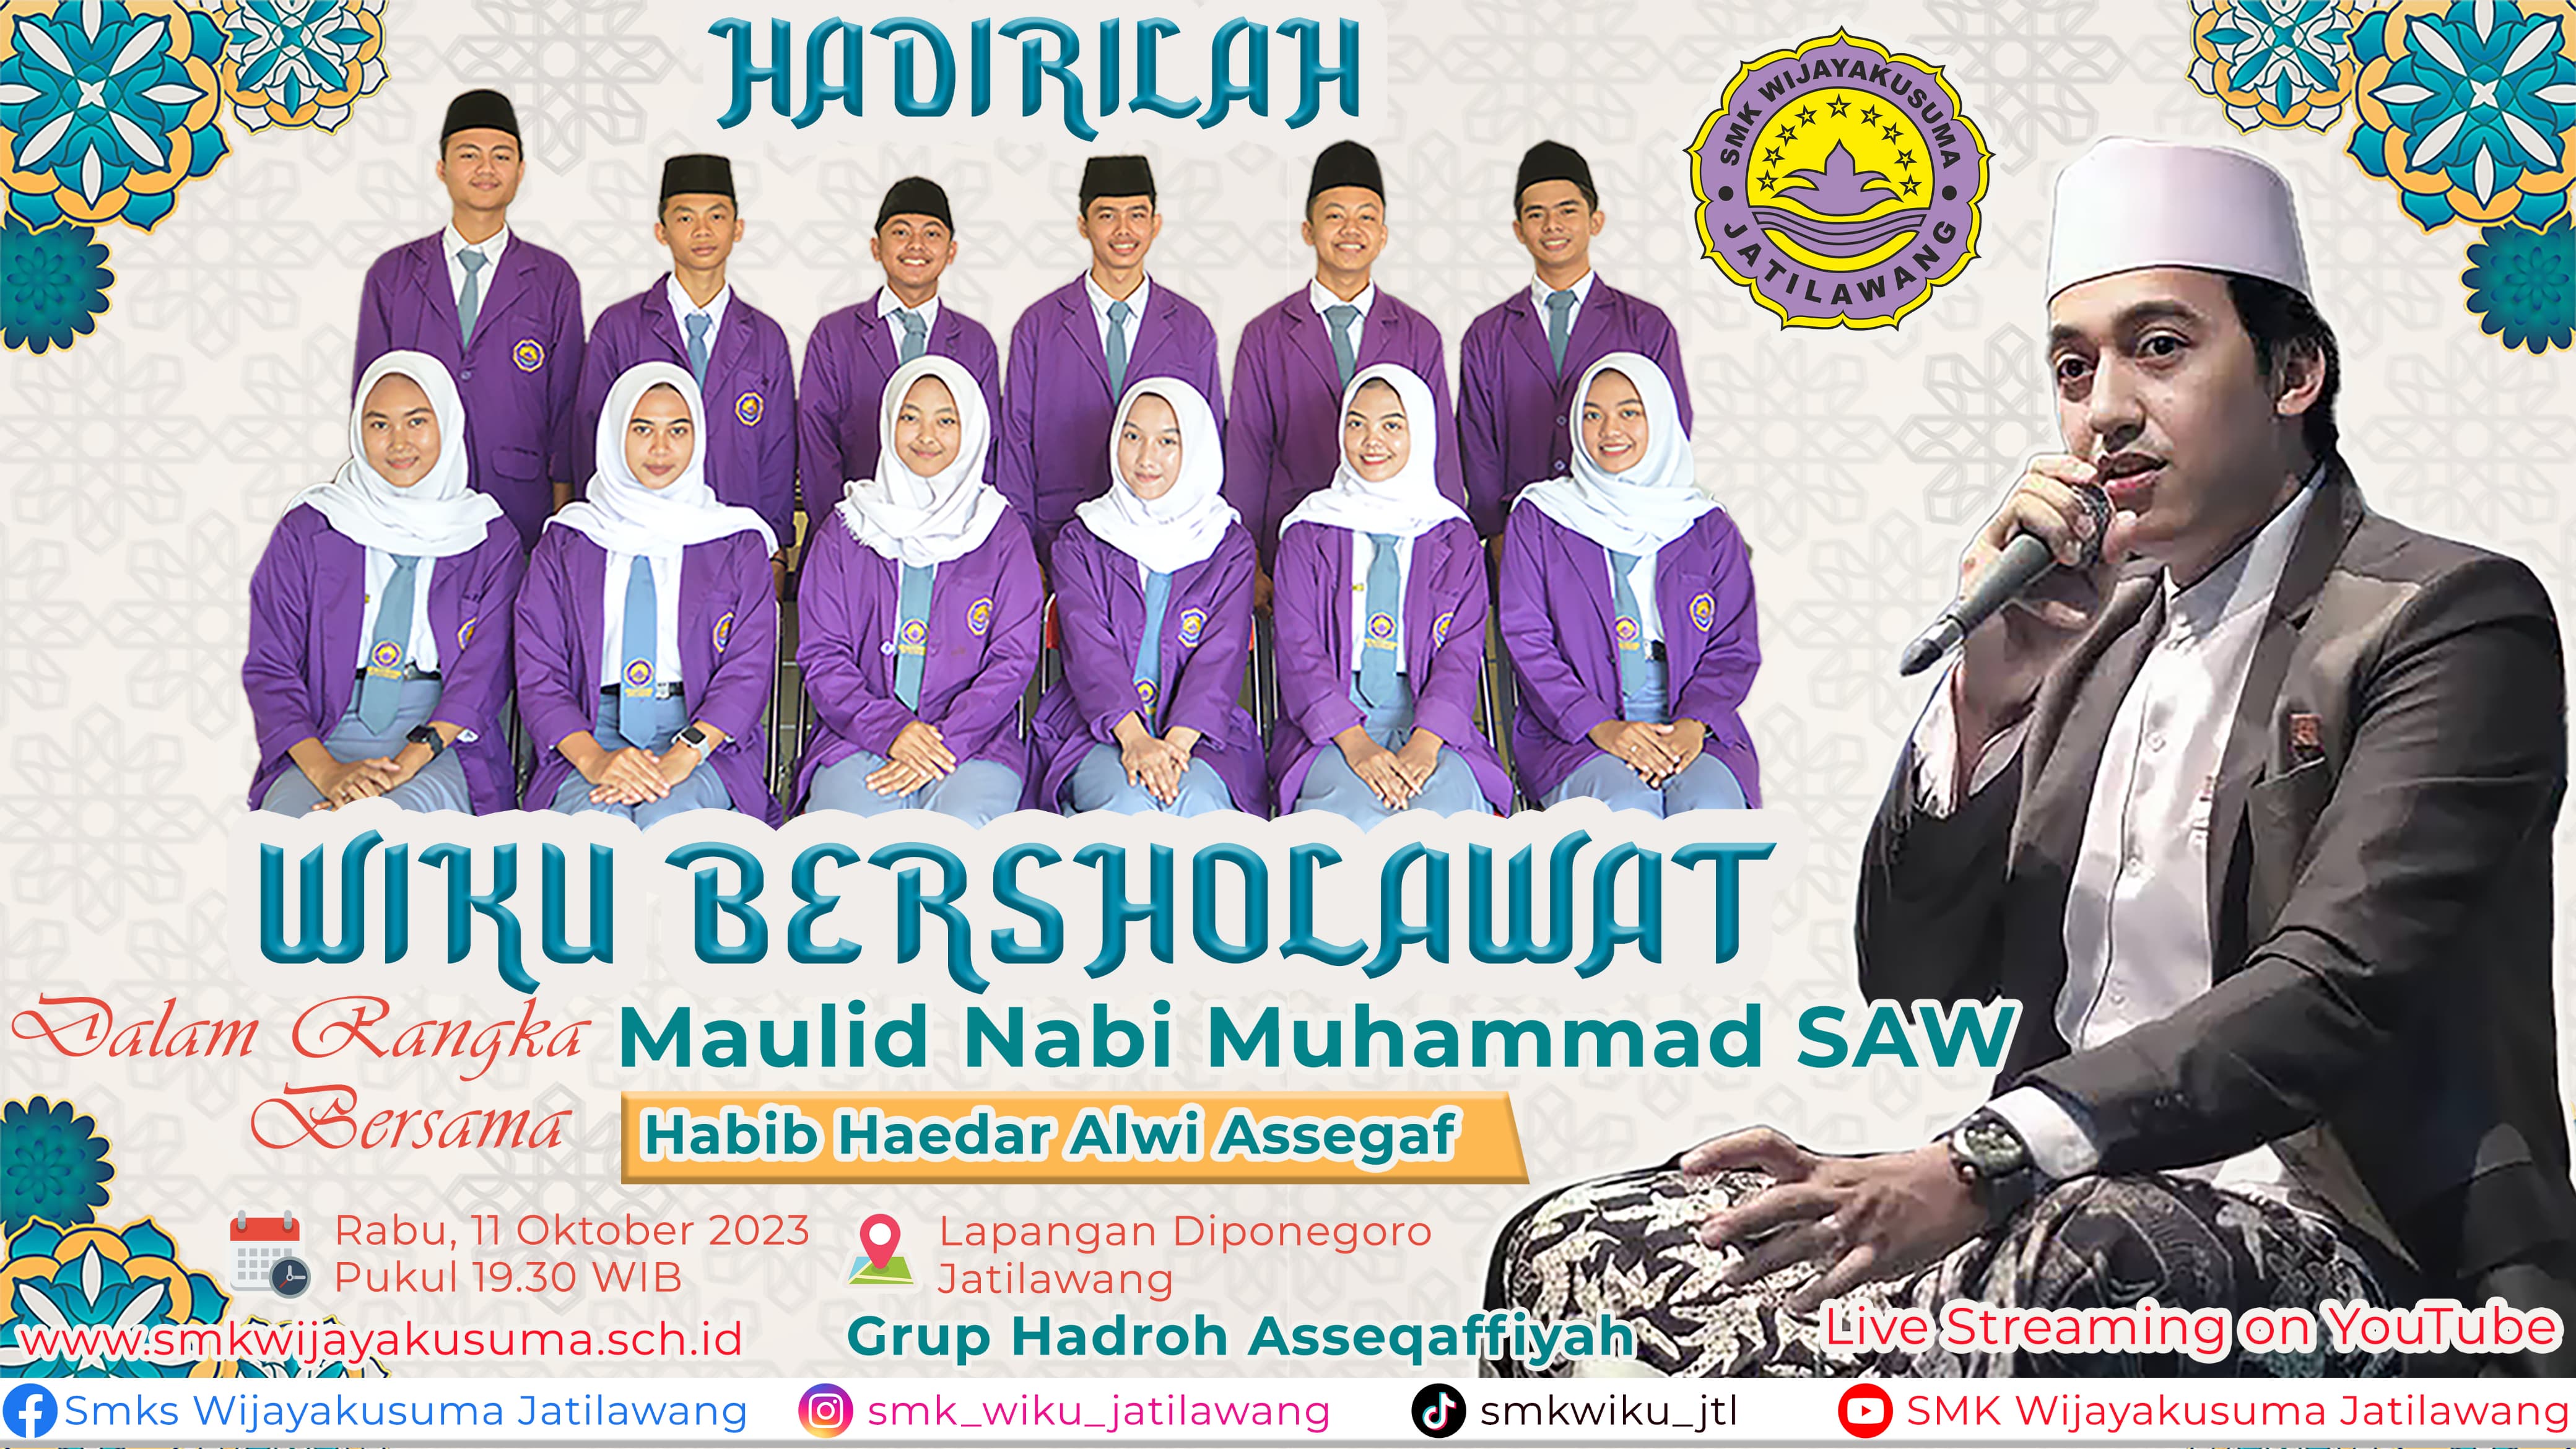 HADIRILAH
SMK WIJAYAKUSUMA
JATILAWANG
WIKU BERSHOLAWAT
Dalam Rangka Maulid Nabi Muhammad SAW
Bersama Habib Haedar Alwi Assegaf
Rabu, 11 Oktober 2023
Pukul 19.30 WIB
Lapangan Diponegoro
Jatilawang
www.smkwijayakusuma.sch.id
Grup Hadroh Asseqaffiyah
Live Streaming on YouTube
Smks Wijayakusuma Jatilawang
smk_wiku_jatilawang
smkwiku_jtl
SMK Wijayakusuma Jatilawang